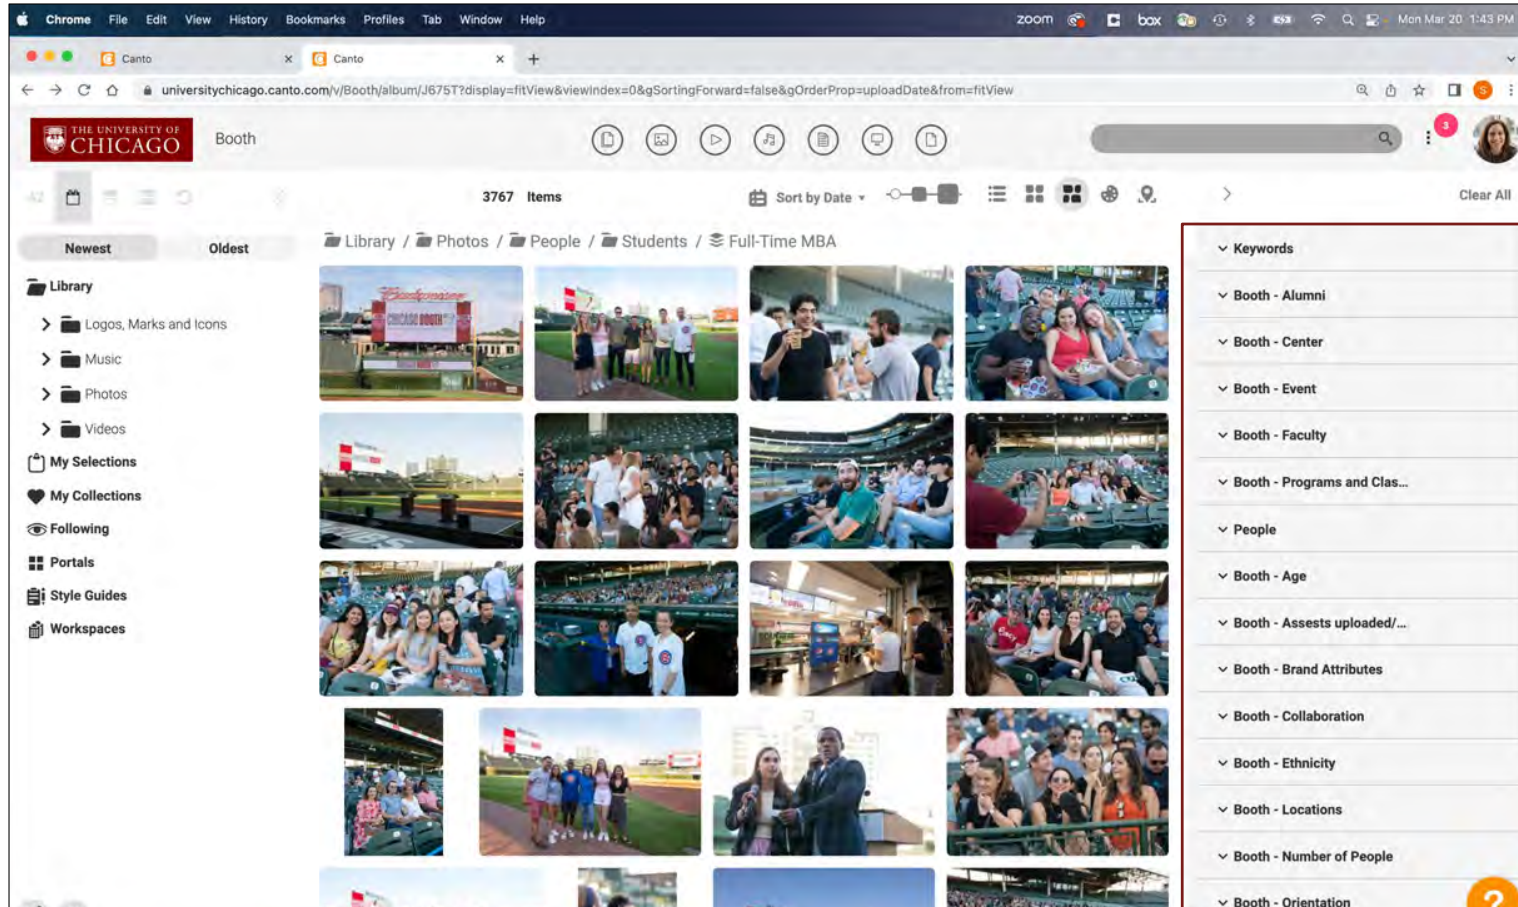 Chrome File Edit View History Bookmarks Profiles Tab Window Help
zoom box Mon Mar 20 1:43 PM
Canto
Canto
universitychicago.canto.com/v/Booth/album/J675T?display=fitView&viewIndex=0&gSortingForward=false&gOrderProp=uploadDate&from=fitView
S
THE UNIVERSITY OF
CHICAGO
Booth
3
3767 Items
Sort by Date
Clear All
Newest Oldest
Library / Photos / People / Students / Full-Time MBA
Library
Logos, Marks and Icons
Music
Photos
Videos
My Selections
My Collections
Following
Portals
Style Guides
Workspaces
Budweiser
CHICAGO BOOTH
Keywords
Booth - Alumni
Booth - Center
Booth - Event
Booth - Faculty
Booth - Programs and Clas...
People
Booth - Age
Booth - Assests uploaded/...
Booth - Brand Attributes
Booth - Collaboration
Booth - Ethnicity
Booth - Locations
Booth - Number of People
Booth - Orientation
?